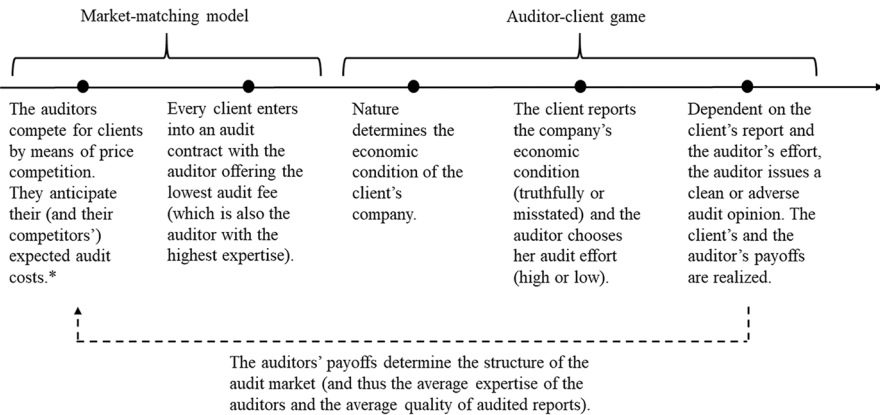 Market-matching model
Auditor-client game
The auditors
compete for clients
by means of price
competition.
They anticipate
their (and their
competitors’)
expected audit
costs.*
Every client enters
into an audit
contract with the
auditor offering the
lowest audit fee
(which is also the
auditor with the
highest expertise).
Nature
determines the
economic
condition of the
client’s
company.
The client reports
the company’s
economic
condition
(truthfully or
misstated) and the
auditor chooses
her audit effort
(high or low).
Dependent on the
client’s report and
the auditor’s effort,
the auditor issues a
clean or adverse
audit opinion. The
client’s and the
auditor’s payoffs
are realized.
The auditors’ payoffs determine the structure of the
audit market (and thus the average expertise of the
auditors and the average quality of audited reports).